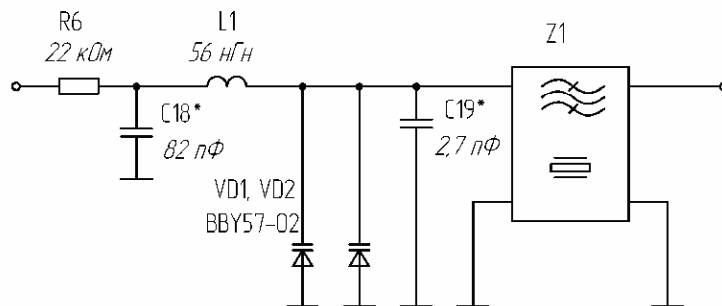 R6
22 кОм
L1
56 нГн
Z1
C18*
82 пФ
C19*
2,7 пФ
VD1, VD2
BBY57-02